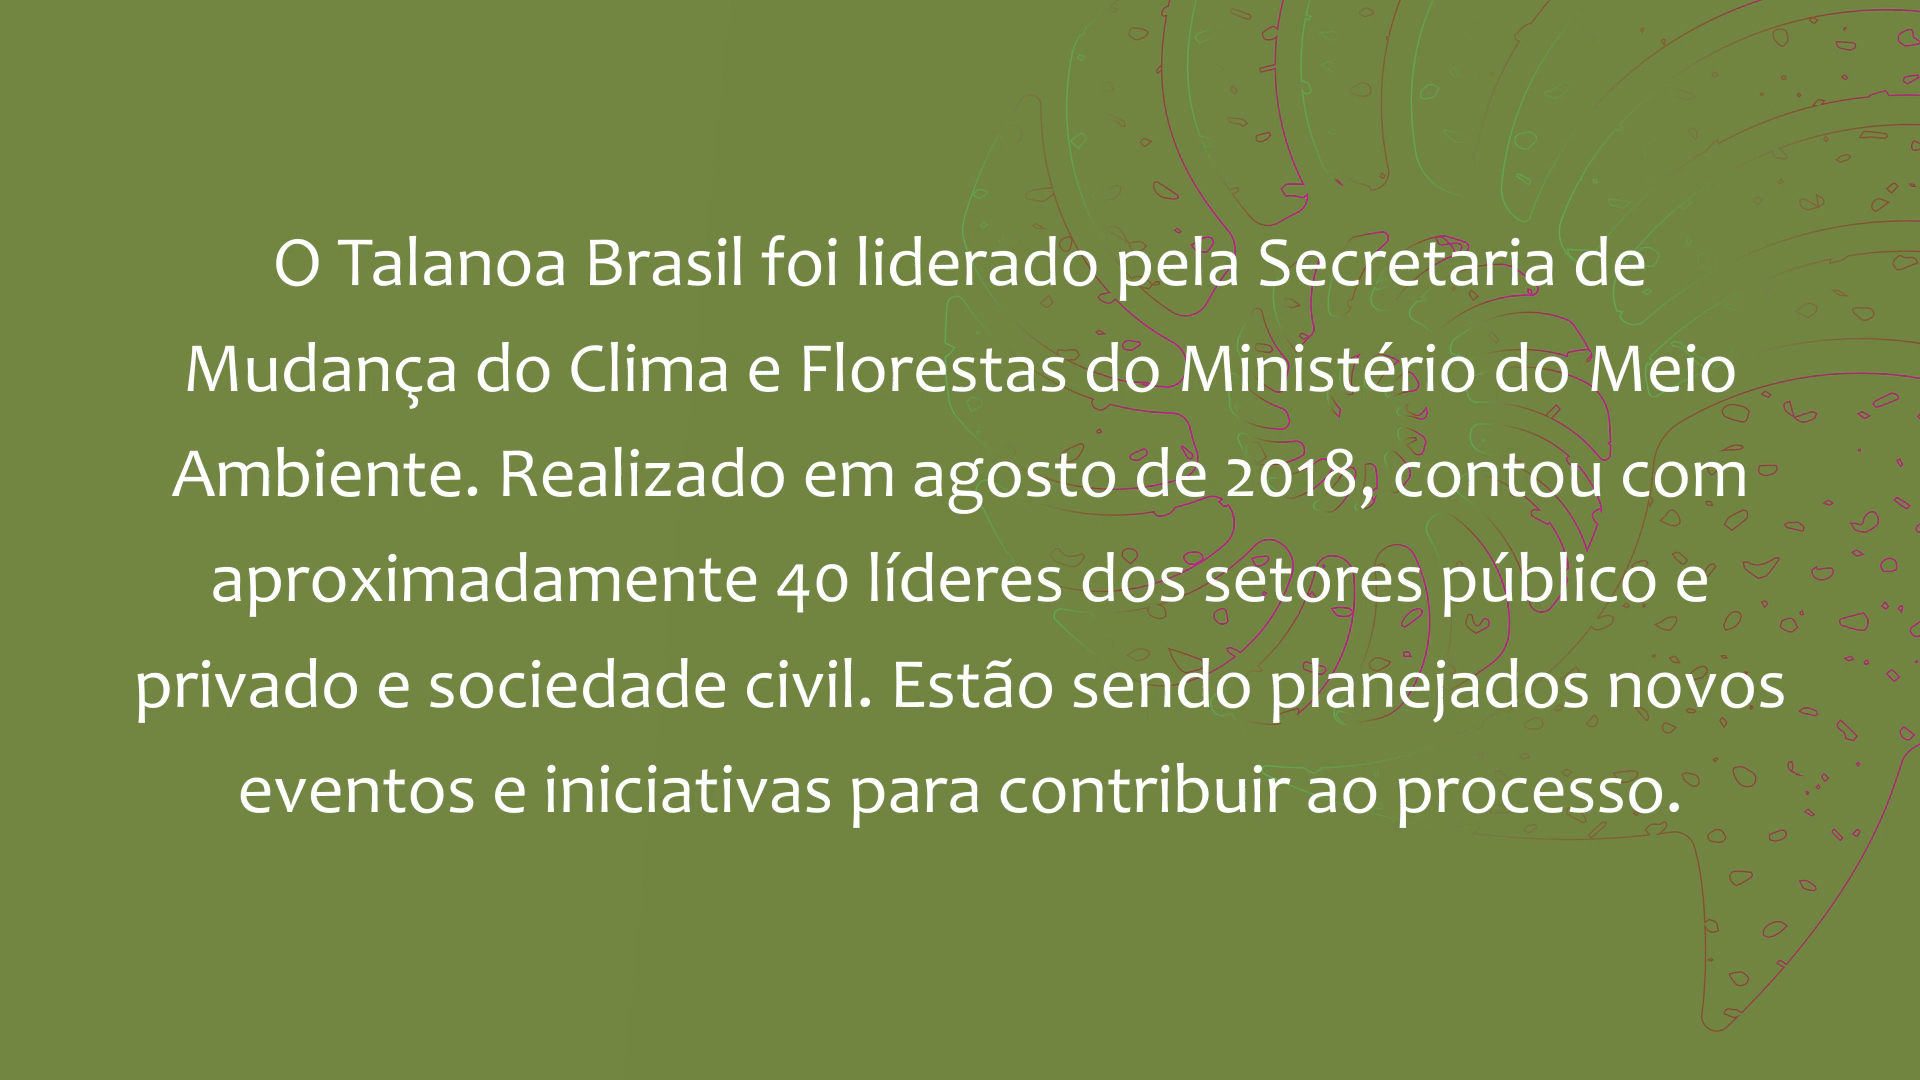 O Talanoa Brasil foi liderado pela Secretaria de
Mudança do Clima e Florestas do Ministério do Meio
Ambiente. Realizado em agosto de 2018, contou com
aproximadamente 40 líderes dos setores público e
privado e sociedade civil. Estão sendo planejados novos
eventos e iniciativas para contribuir ao processo.